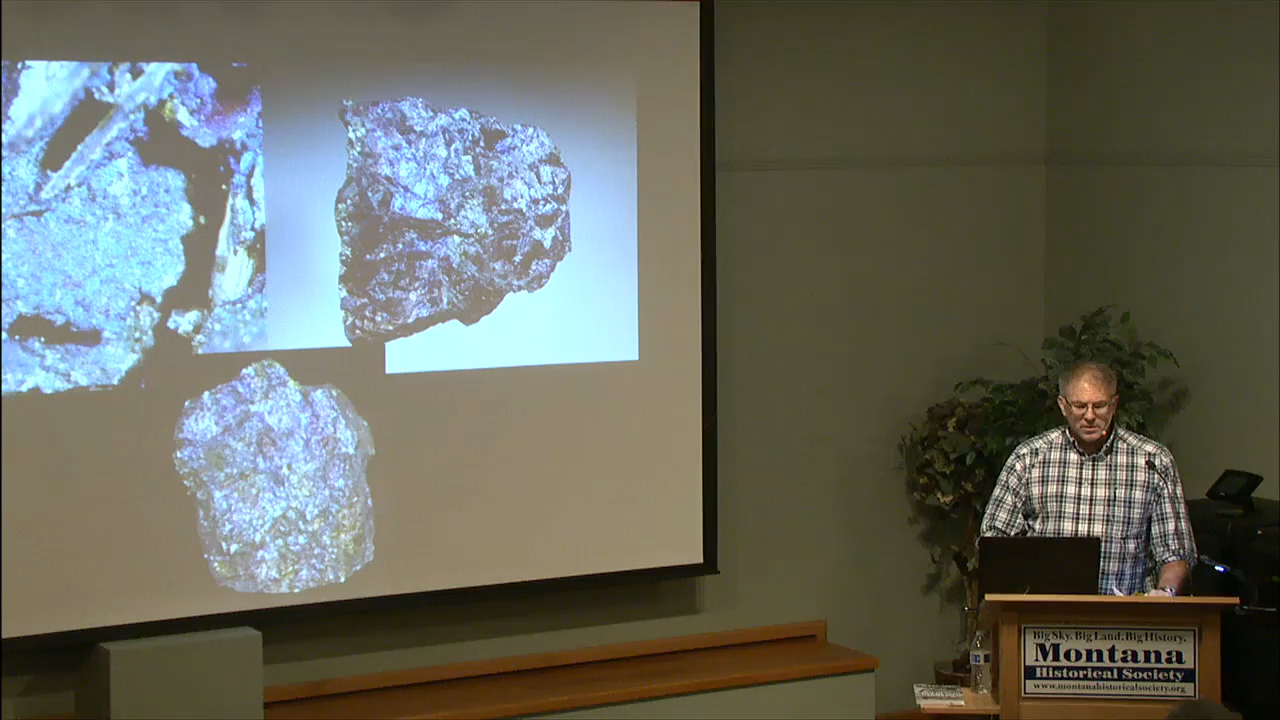 Big Sky. Big Land. Big History.
Montana
Historical Society
www.montanahistoricalsociety.org